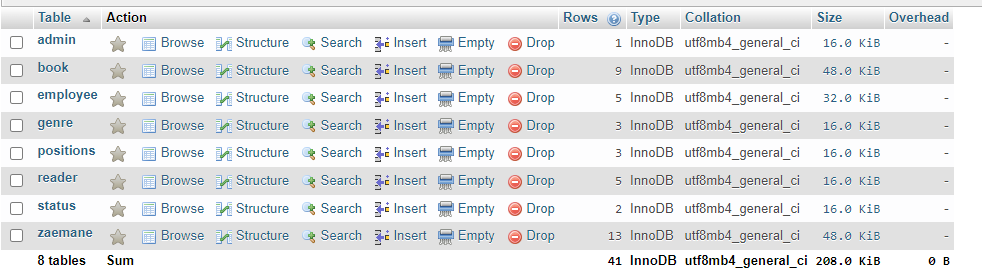 Table Action Rows Type Collation Size Overhead
admin Browse Structure Search Insert Empty Drop 1 InnoDB utf8mb4_general_ci 16.0 KiB -
book Browse Structure Search Insert Empty Drop 9 InnoDB utf8mb4_general_ci 48.0 KiB -
employee Browse Structure Search Insert Empty Drop 5 InnoDB utf8mb4_general_ci 32.0 KiB -
genre Browse Structure Search Insert Empty Drop 3 InnoDB utf8mb4_general_ci 16.0 KiB -
positions Browse Structure Search Insert Empty Drop 3 InnoDB utf8mb4_general_ci 16.0 KiB -
reader Browse Structure Search Insert Empty Drop 5 InnoDB utf8mb4_general_ci 16.0 KiB -
status Browse Structure Search Insert Empty Drop 2 InnoDB utf8mb4_general_ci 16.0 KiB -
zaemane Browse Structure Search Insert Empty Drop 13 InnoDB utf8mb4_general_ci 48.0 KiB -
8 tables Sum 41 InnoDB utf8mb4_general_ci 208.0 KiB 0 B